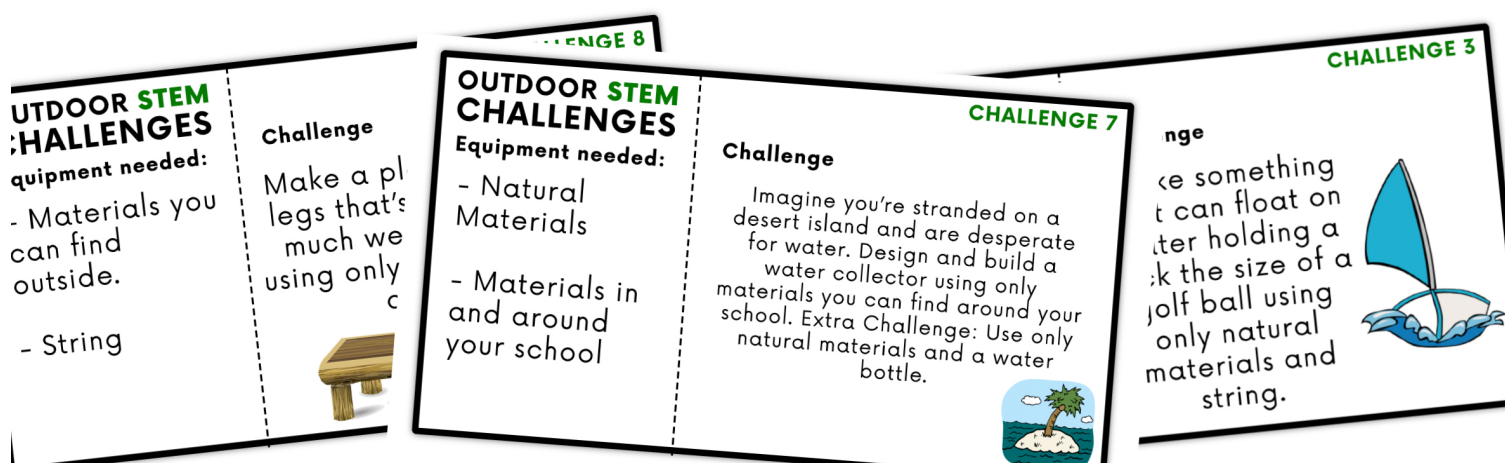 CHALLENGE 8
UTDOOR STEM
HALLENGES
quipment needed:
- Materials you
can find
outside.
- String
Challenge
Make a pl
legs that's
much we
using only
OUTDOOR STEM
CHALLENGES
Equipment needed:
- Natural
Materials
- Materials in
and around
your school
CHALLENGE 7
Challenge
Imagine you're stranded on a
desert island and are desperate
for water. Design and build a
water collector using only
materials you can find around your
school. Extra Challenge: Use only
natural materials and a water
bottle.
CHALLENGE 3
nge
ke something
t can float on
ter holding a
ck the size of a
golf ball using
only natural
materials and
string.